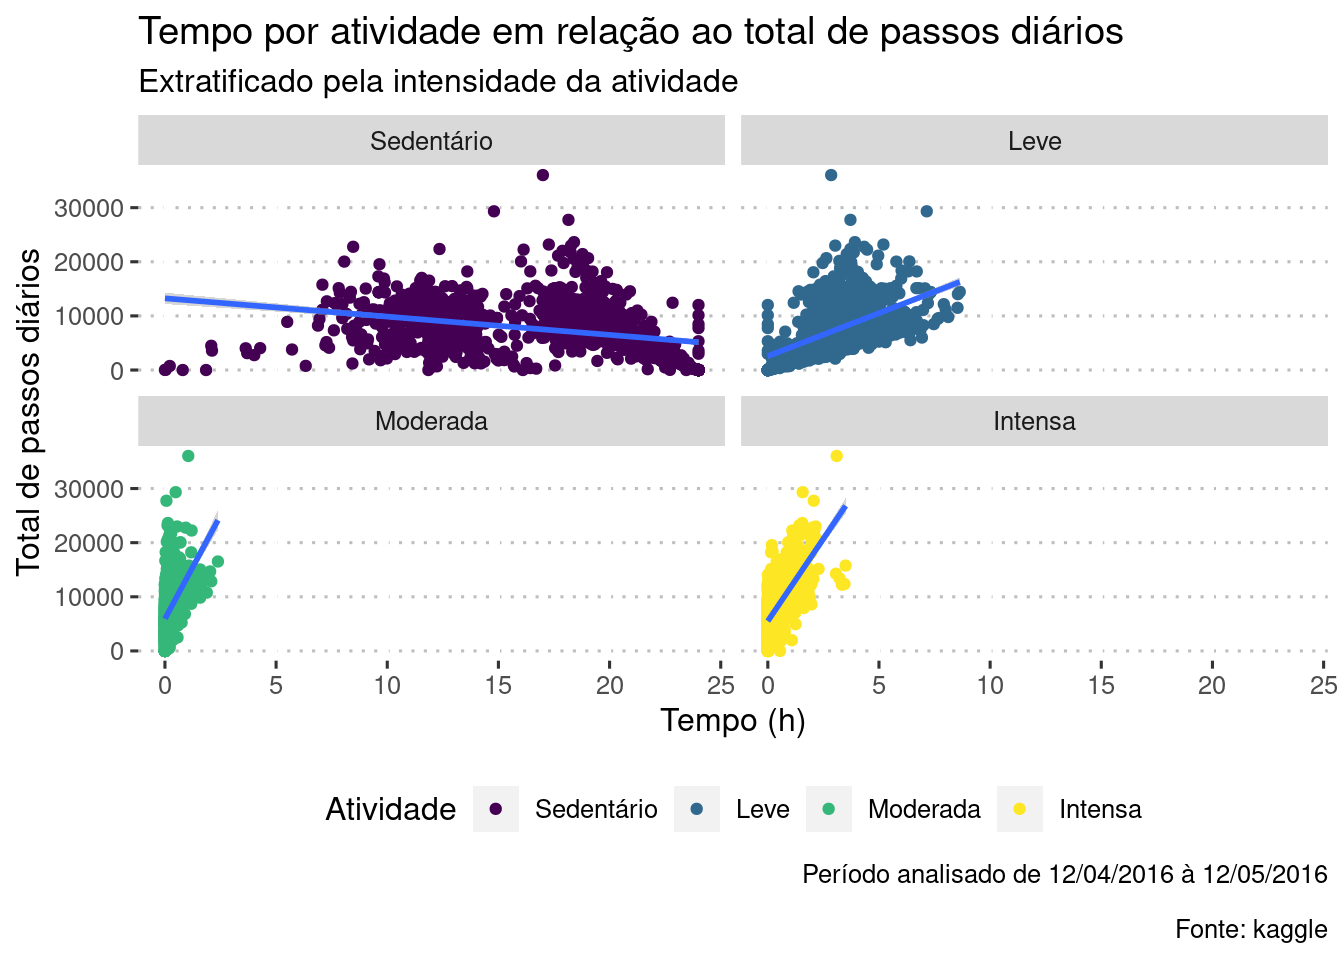 Tempo por atividade em relação ao total de passos diários
Extratificado pela intensidade da atividade
Sedentário
Leve
30000
20000
10000
0
Moderada
Intensa
30000
20000
10000
0
Total de passos diários
0 5 10 15 20 25
0 5 10 15 20 25
Tempo (h)
Atividade Sedentário Leve Moderada Intensa
Período analisado de 12/04/2016 à 12/05/2016
Fonte: kaggle